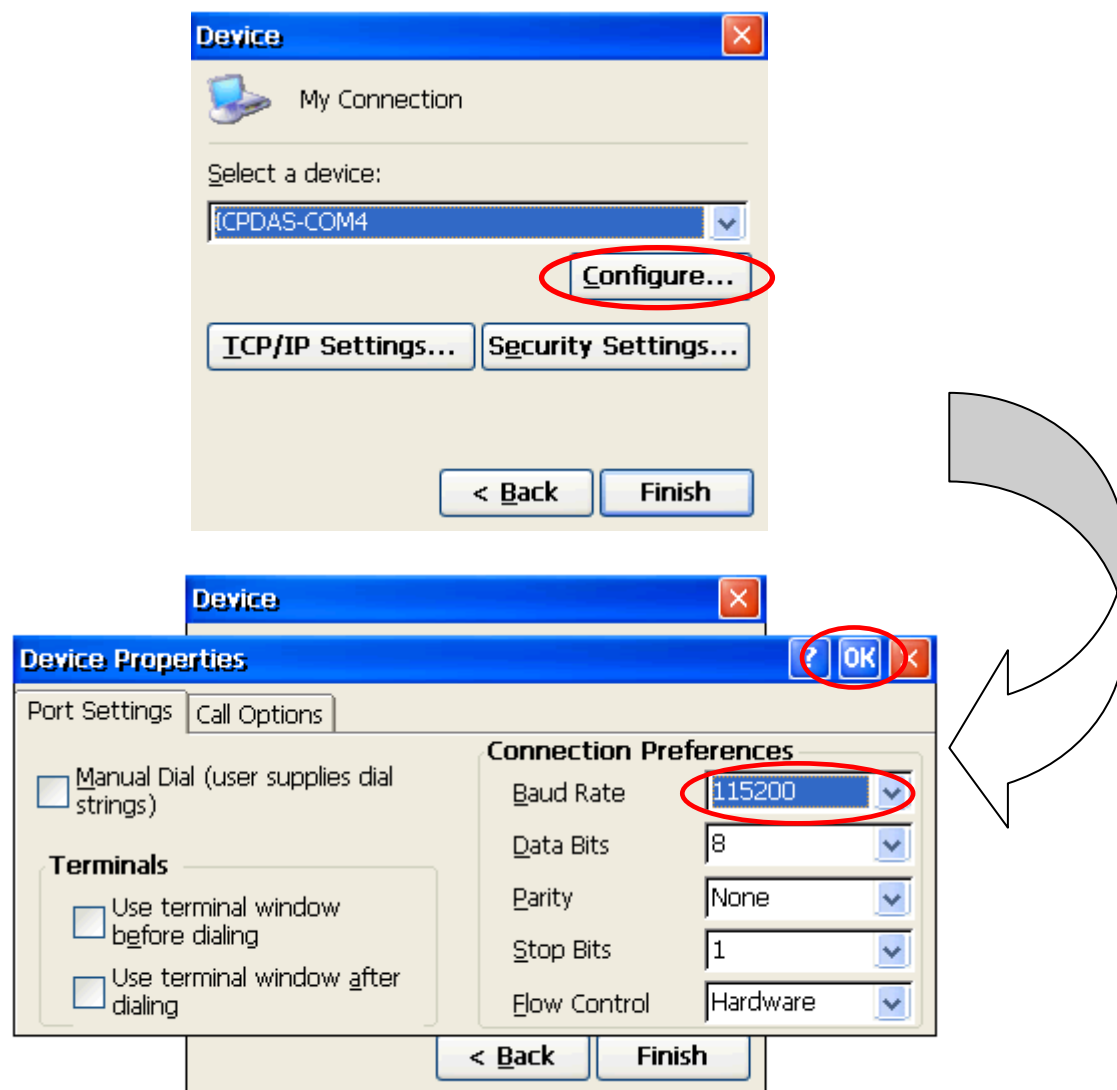 Device
My Connection
Select a device:
ICPDAS-COM4
Configure...
TCP/IP Settings...
Security Settings...
< Back
Finish
Device
Device Properties
? OK
Port Settings
Call Options
Manual Dial (user supplies dial
strings)
Terminals
Use terminal window
before dialing
Use terminal window after
dialing
Connection Preferences
Baud Rate 115200
Data Bits 8
Parity None
Stop Bits 1
Flow Control Hardware
< Back
Finish